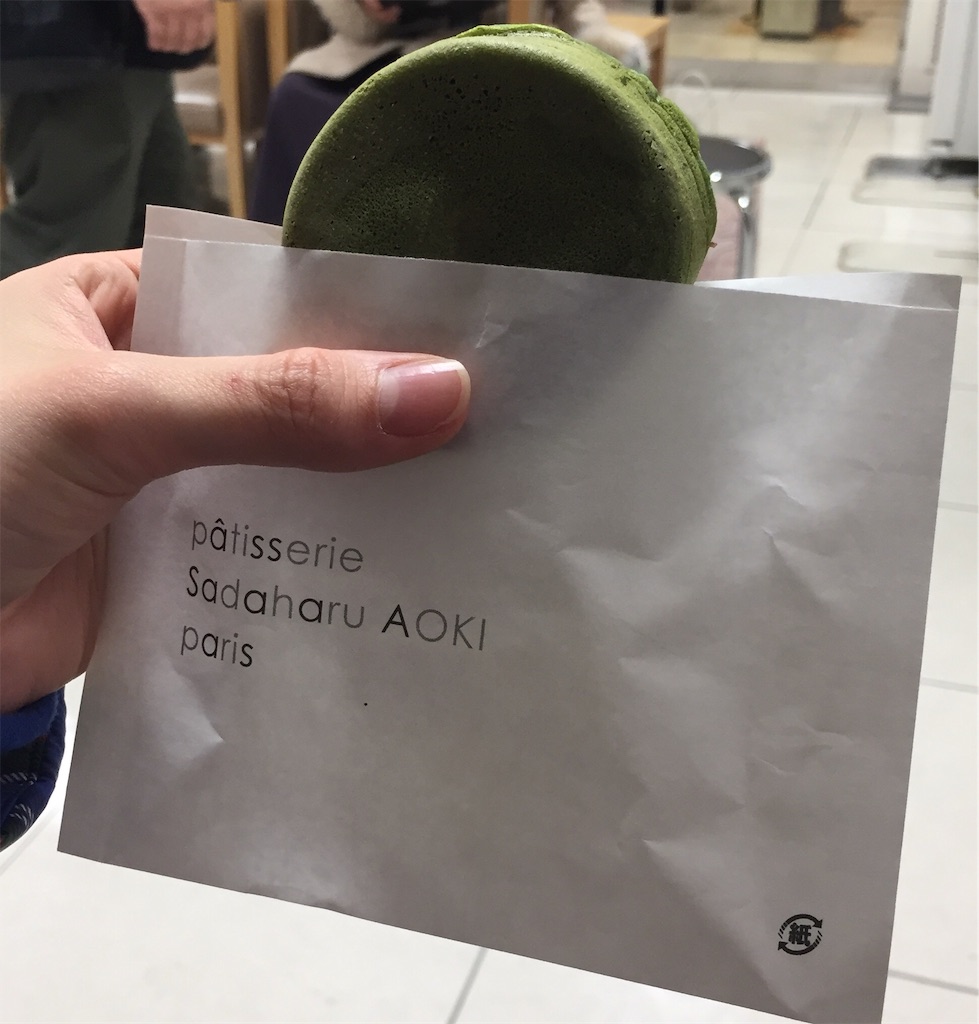 pâtisserie
Sadaharu AOKI
paris
紙